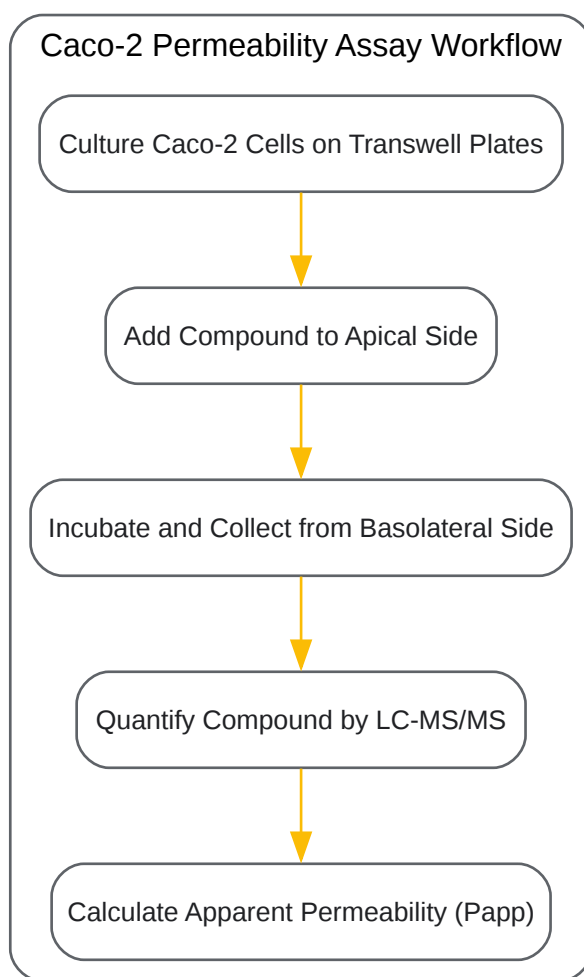 Caco-2 Permeability Assay Workflow
Culture Caco-2 Cells on Transwell Plates
Add Compound to Apical Side
Incubate and Collect from Basolateral Side
Quantify Compound by LC-MS/MS
Calculate Apparent Permeability (Papp)